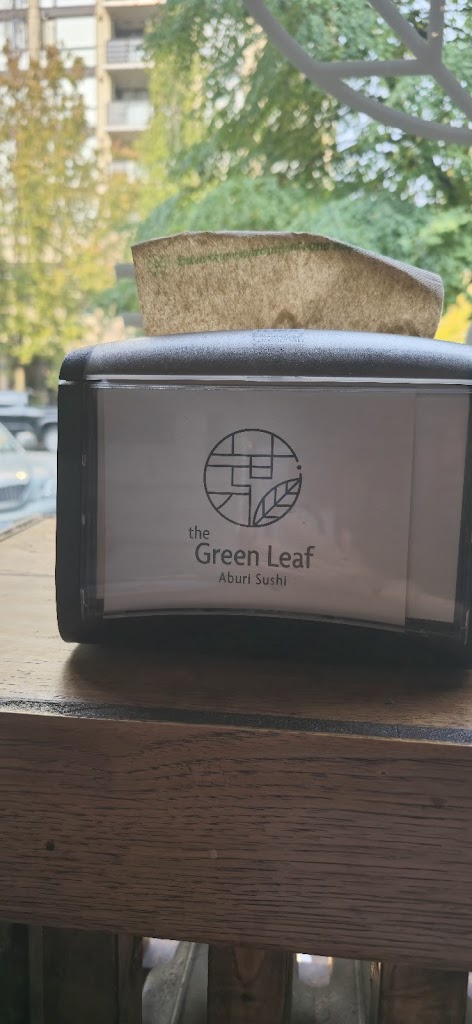 the
Green Leaf
Aburi Sushi